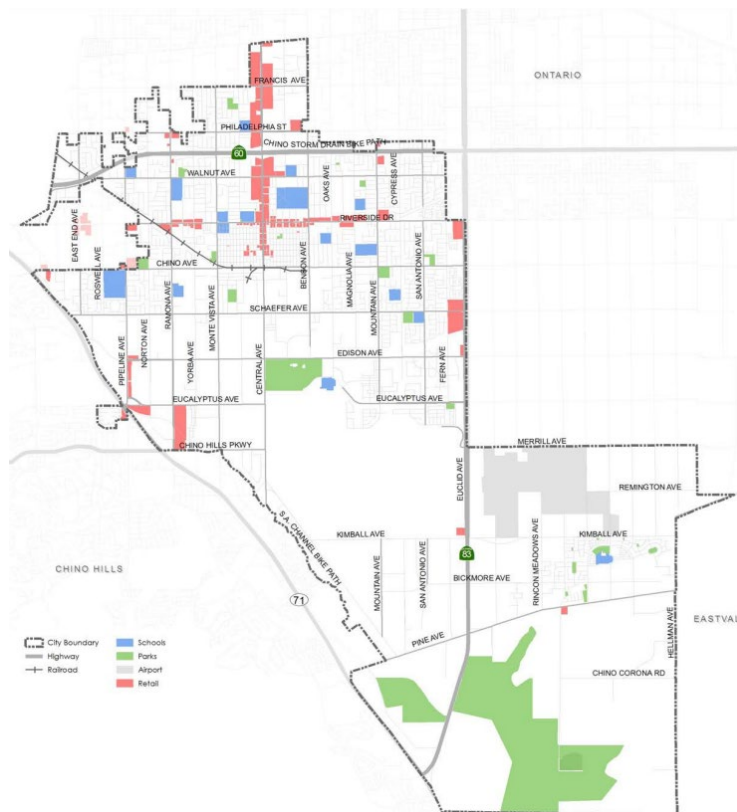 ONTARIO
FRANCIS AVE
PHILADELPHIA ST
CHINO STORM DRAIN BIKE PATH
60
WALNUT AVE
OAKS AVE
CYPRESS AVE
RIVERSIDE DR
EAST END AVE
ROSWELL AVE
CHINO AVE
RAMONA AVE
MONTE VISTA AVE
BENSON AVE
MAGNOLIA AVE
MOUNTAIN AVE
SAN ANTONIO AVE
SCHAEFER AVE
PIPELINE AVE
NORTON AVE
YORBA AVE
CENTRAL AVE
EDISON AVE
FERN AVE
EUCALYPTUS AVE
EUCALYPTUS AVE
CHINO HILLS PKWY
MERRILL AVE
EUCLID AVE
REMINGTON AVE
S.A. CHANNEL BIKE PATH
KIMBALL AVE
KIMBALL AVE
83
CHINO HILLS
MOUNTAIN AVE
SAN ANTONIO AVE
BICKMORE AVE
RINCON MEADOWS AVE
71
PINE AVE
HELLMAN AVE
EASTVAL
CHINO CORONA RD
City Boundary
Highway
Railroad
Schools
Parks
Airport
Retail